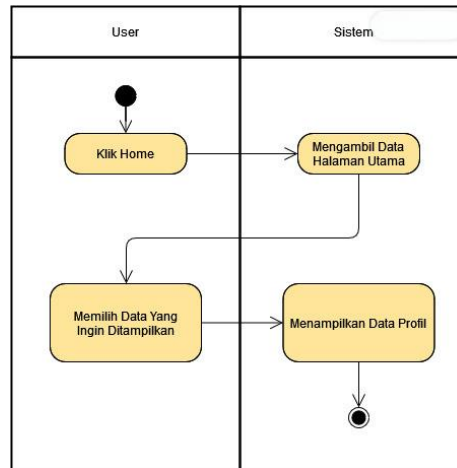 User
Sistem
Klik Home
Mengambil Data
Halaman Utama
Memilih Data Yang
Ingin Ditampilkan
Menampilkan Data Profil